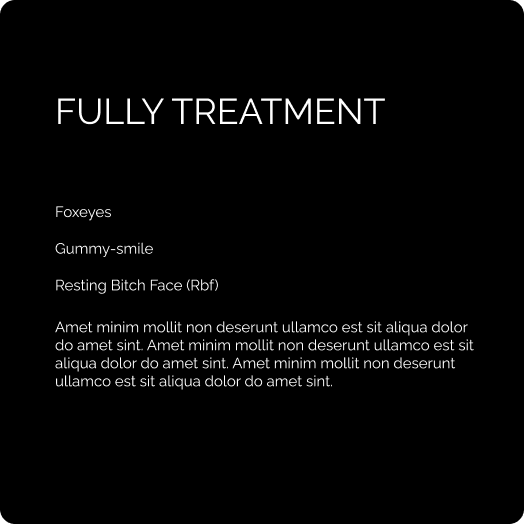 FULLY TREATMENT
Foxeyes
Gummy-smile
Resting Bitch Face (Rbf)
Amet minim mollit non deserunt ullamco est sit aliqua dolor
do amet sint. Amet minim mollit non deserunt ullamco est sit
aliqua dolor do amet sint. Amet minim mollit non deserunt
ullamco est sit aliqua dolor do amet sint.